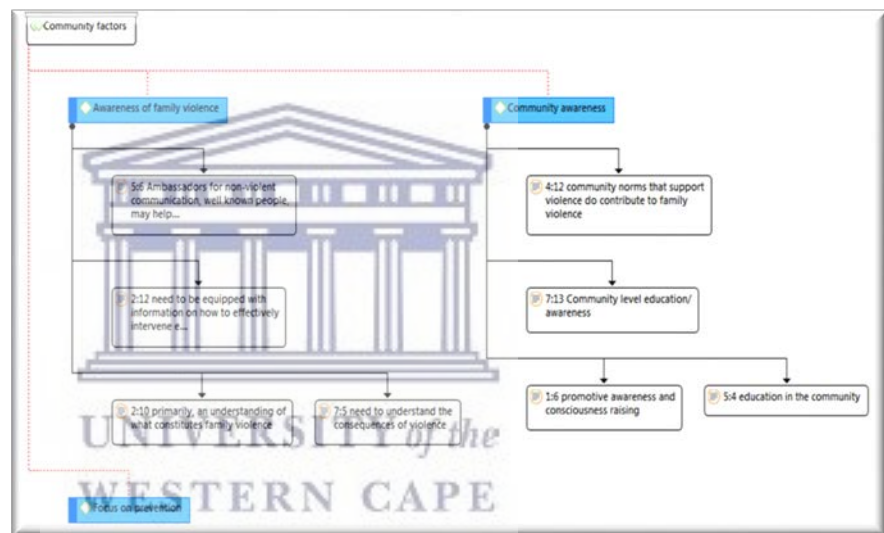 Community factors
Awareness of family violence
Community awareness
5:6 Ambassadors for non-violent
communication, well known people,
may help...
4:12 community norms that support
violence do contribute to family
violence
2:12 need to be equipped with
information on how to effectively
intervene e...
7:13 Community level education/
awareness
2:10 primarily, an understanding of
what constitutes family violence
7:5 need to understand the
consequences of violence
1:6 promotive awareness and
consciousness raising
5:4 education in the community
UNIVERSITY of the
WESTERN CAPE
Focus on prevention